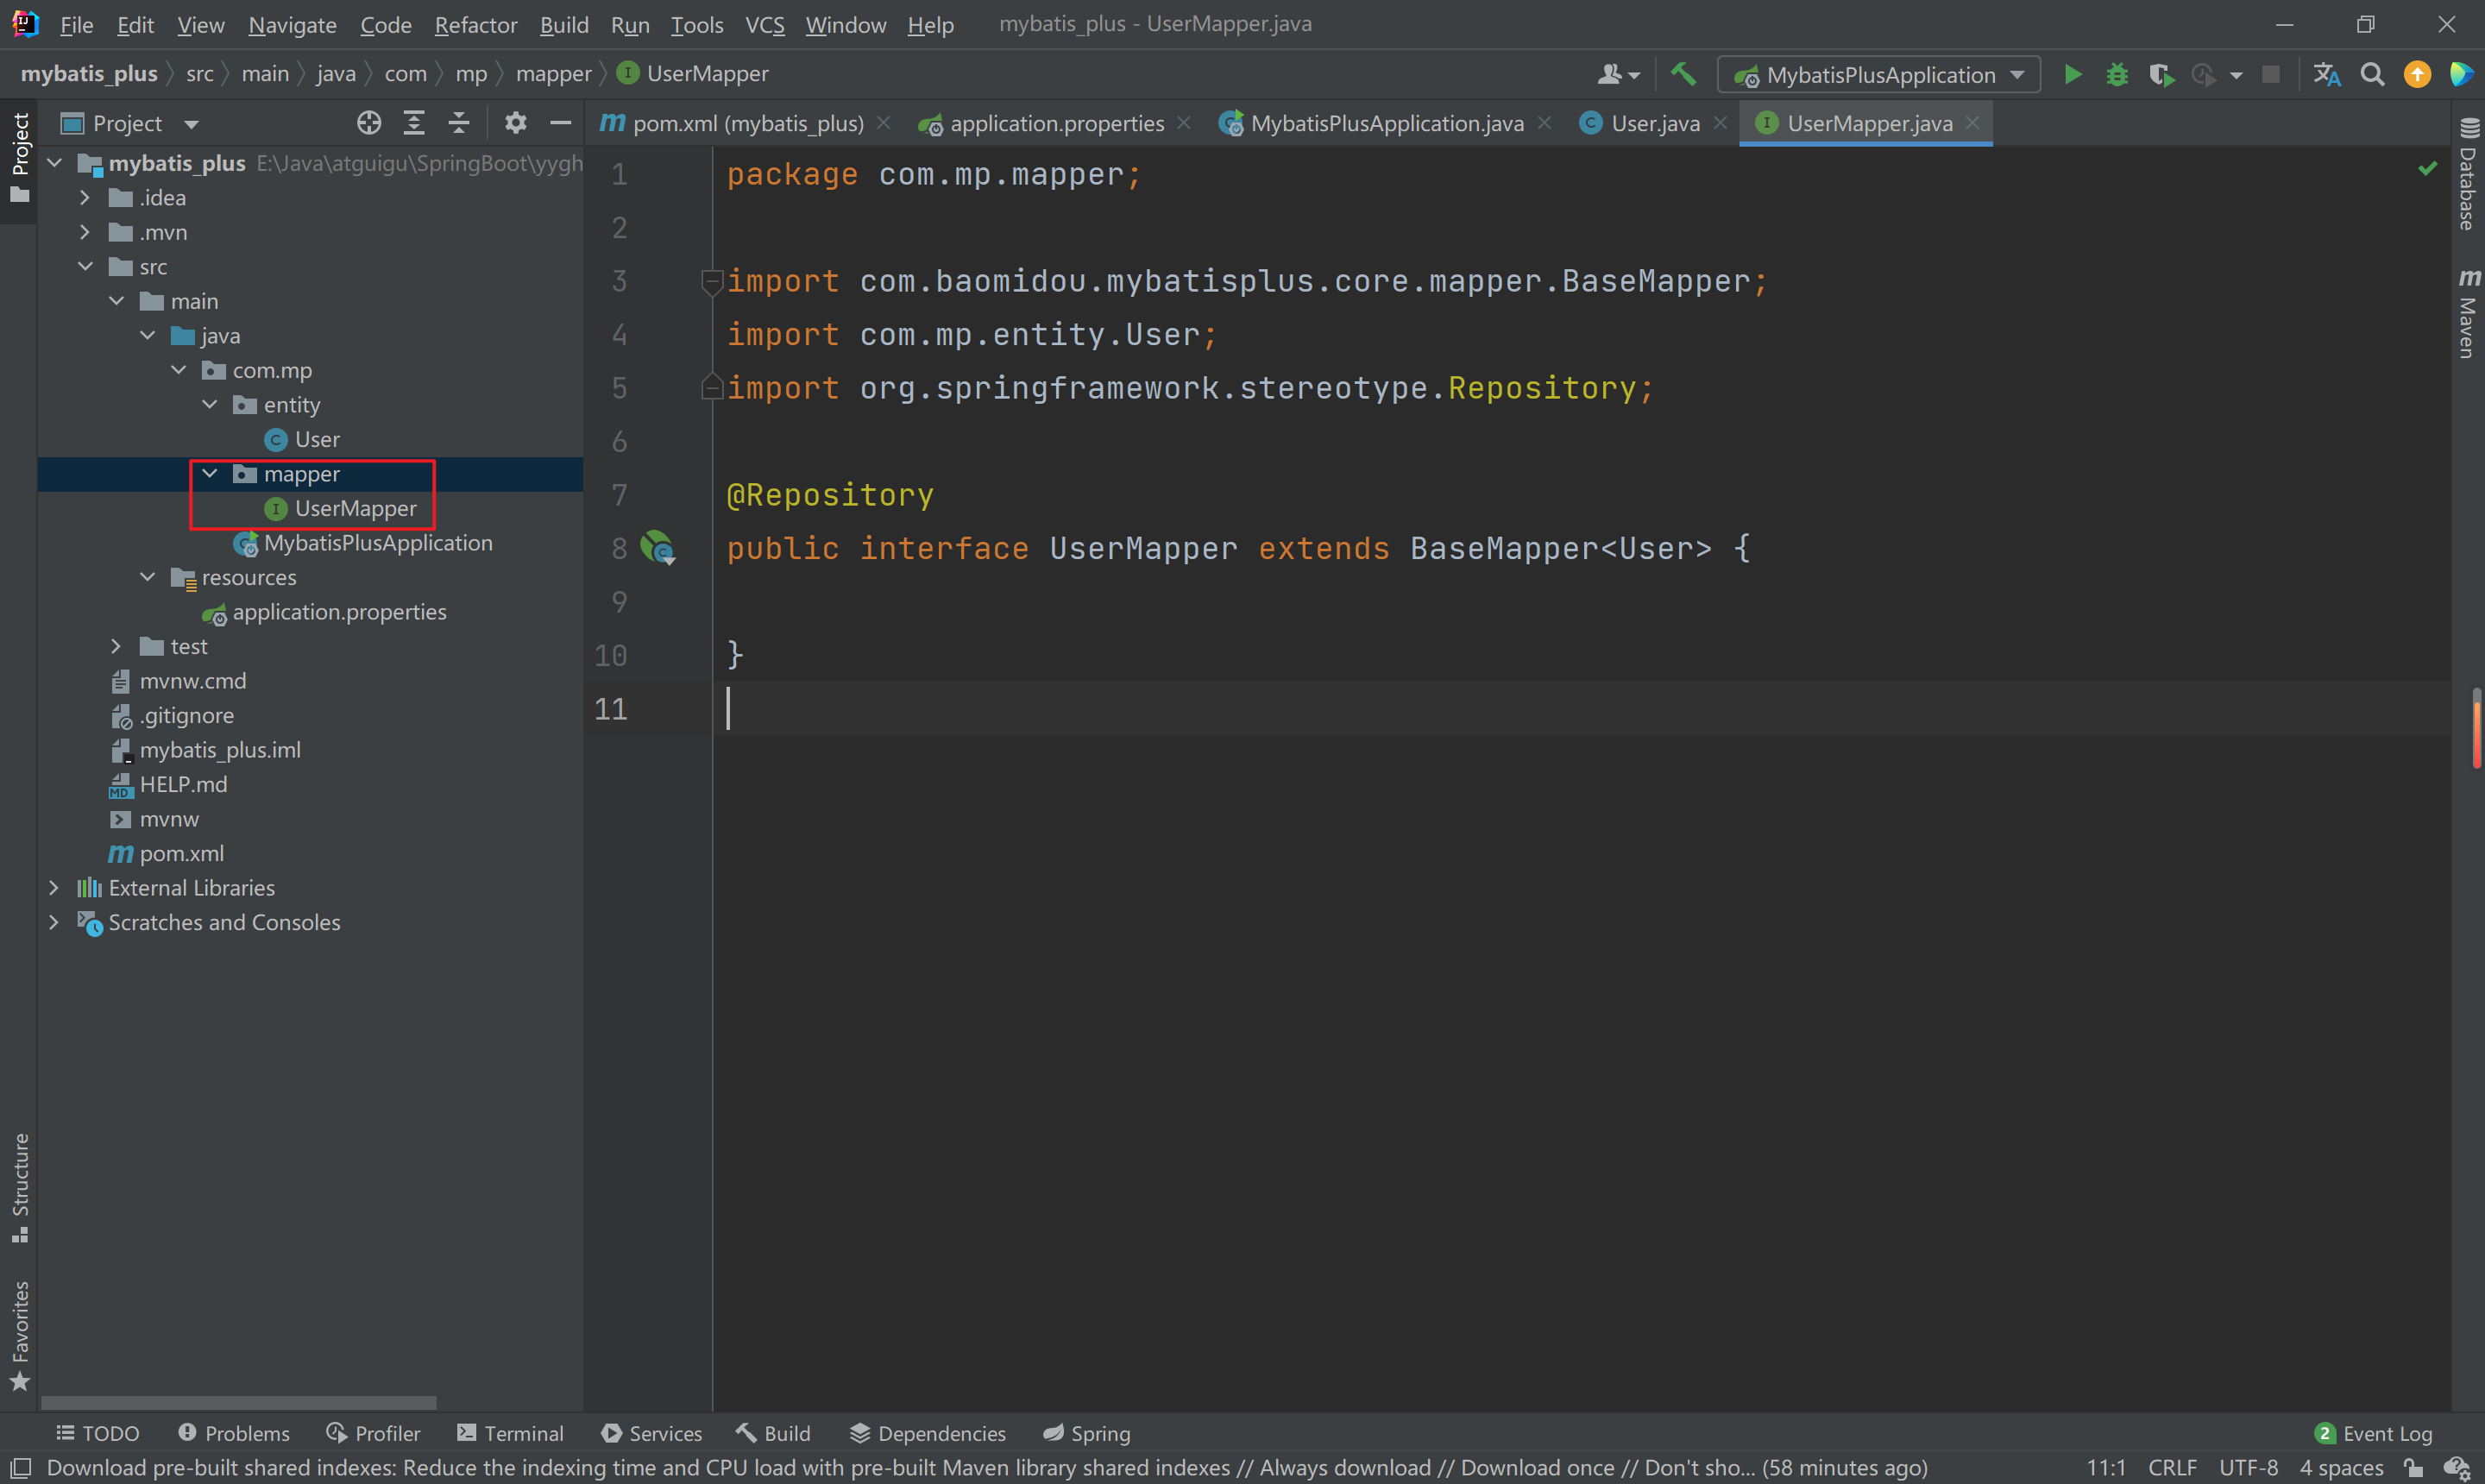 File Edit View Navigate Code Refactor Build Run Tools VCS Window Help mybatis_plus - UserMapper.java
mybatis_plus src main java com mp mapper UserMapper MybatisPlusApplication
Project
pom.xml (mybatis_plus) application.properties MybatisPlusApplication.java User.java UserMapper.java
Project
mybatis_plus E:\Java\atguigu\SpringBoot\yygh
.idea
.mvn
src
main
java
com.mp
entity
User
mapper
UserMapper
MybatisPlusApplication
resources
application.properties
test
mvnw.cmd
.gitignore
mybatis_plus.iml
HELP.md
mvnw
pom.xml
External Libraries
Scratches and Consoles
Structure
Favorites
1 package com.mp.mapper;
2
3 import com.baomidou.mybatisplus.core.mapper.BaseMapper;
4 import com.mp.entity.User;
5 import org.springframework.stereotype.Repository;
6
7 @Repository
8 public interface UserMapper extends BaseMapper<User> {
9
10 }
11
Database
Maven
TODO Problems Profiler Terminal Services Build Dependencies Spring 2 Event Log
Download pre-built shared indexes: Reduce the indexing time and CPU load with pre-built Maven library shared indexes // Always download // Download once // Don't sho... (58 minutes ago) 11:1 CRLF UTF-8 4 spaces